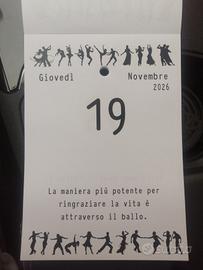 Giovedì Novembre
2026
19
La maniera più potente per
ringraziare la vita è
attraverso il ballo.